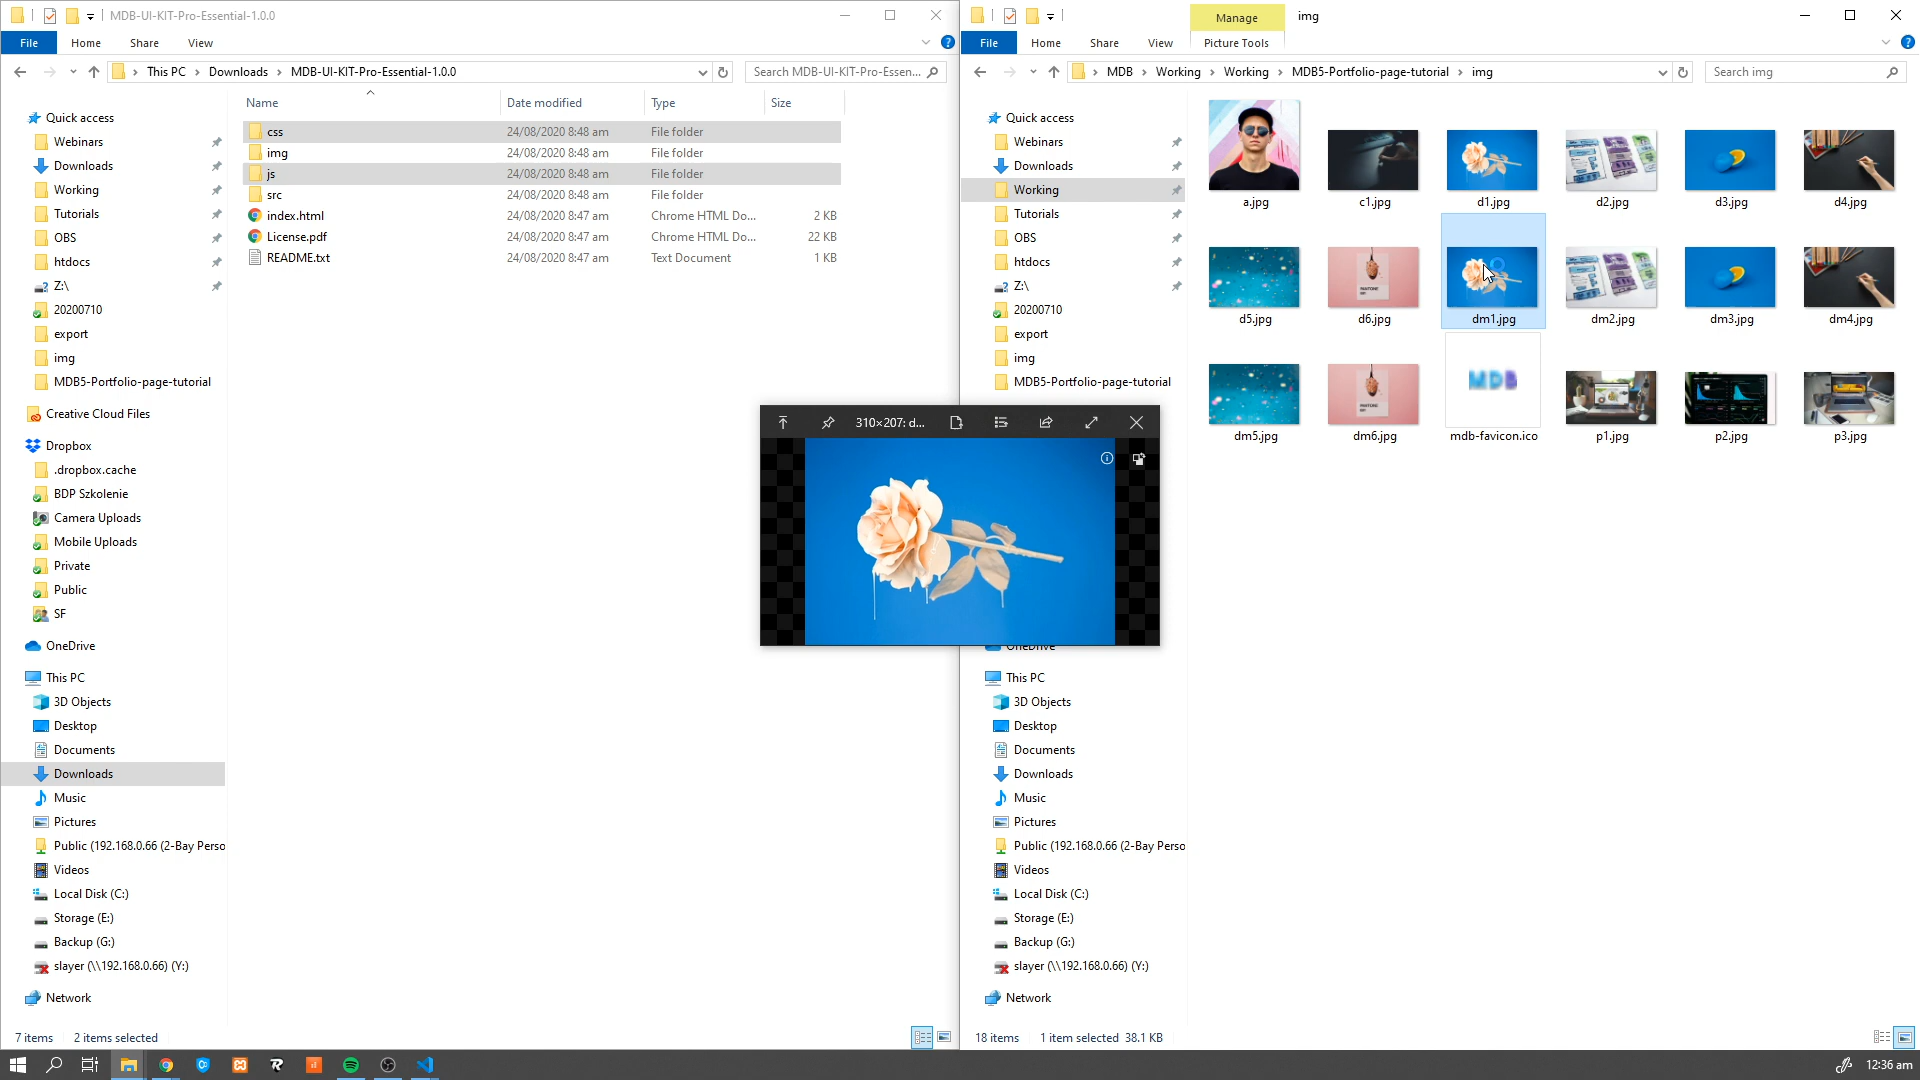 MDB-UI-KIT-Pro-Essential-1.0.0
File Home Share View
This PC Downloads MDB-UI-KIT-Pro-Essential-1.0.0
Search MDB-UI-KIT-Pro-Essen...
Quick access
Webinars
Downloads
Working
Tutorials
OBS
htdocs
Z:\
20200710
export
img
MDB5-Portfolio-page-tutorial
Creative Cloud Files
Dropbox
.dropbox.cache
BDP Szkolenie
Camera Uploads
Mobile Uploads
Private
Public
SF
OneDrive
This PC
3D Objects
Desktop
Documents
Downloads
Music
Pictures
Public (192.168.0.66 (2-Bay Perso
Videos
Local Disk (C:)
Storage (E:)
Backup (G:)
slayer (\\192.168.0.66) (Y:)
Network
Name Date modified Type Size
css 24/08/2020 8:48 am File folder
img 24/08/2020 8:48 am File folder
js 24/08/2020 8:48 am File folder
src 24/08/2020 8:48 am File folder
index.html 24/08/2020 8:47 am Chrome HTML Do... 2 KB
License.pdf 24/08/2020 8:47 am Chrome HTML Do... 22 KB
README.txt 24/08/2020 8:47 am Text Document 1 KB
7 items 2 items selected
Manage img
File Home Share View Picture Tools
MDB Working Working MDB5-Portfolio-page-tutorial img
Search img
Quick access
Webinars
Downloads
Working
Tutorials
OBS
htdocs
Z:\
20200710
export
img
MDB5-Portfolio-page-tutorial
OneDrive
This PC
3D Objects
Desktop
Documents
Downloads
Music
Pictures
Public (192.168.0.66 (2-Bay Perso
Videos
Local Disk (C:)
Storage (E:)
Backup (G:)
slayer (\\192.168.0.66) (Y:)
Network
a.jpg c1.jpg d1.jpg d2.jpg d3.jpg d4.jpg
PANTONE
d5.jpg d6.jpg dm1.jpg dm2.jpg dm3.jpg dm4.jpg
PANTONE
MDB
dm5.jpg dm6.jpg mdb-favicon.ico p1.jpg p2.jpg p3.jpg
310×207: d...
18 items 1 item selected 38.1 KB
12:36 am